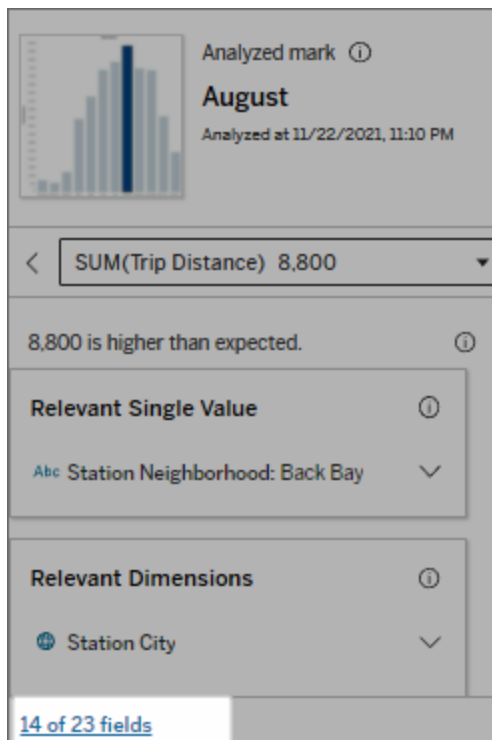 Analyzed mark
August
Analyzed at 11/22/2021, 11:10 PM
SUM(Trip Distance) 8,800
8,800 is higher than expected.
Relevant Single Value
Abc Station Neighborhood: Back Bay
Relevant Dimensions
Station City
14 of 23 fields